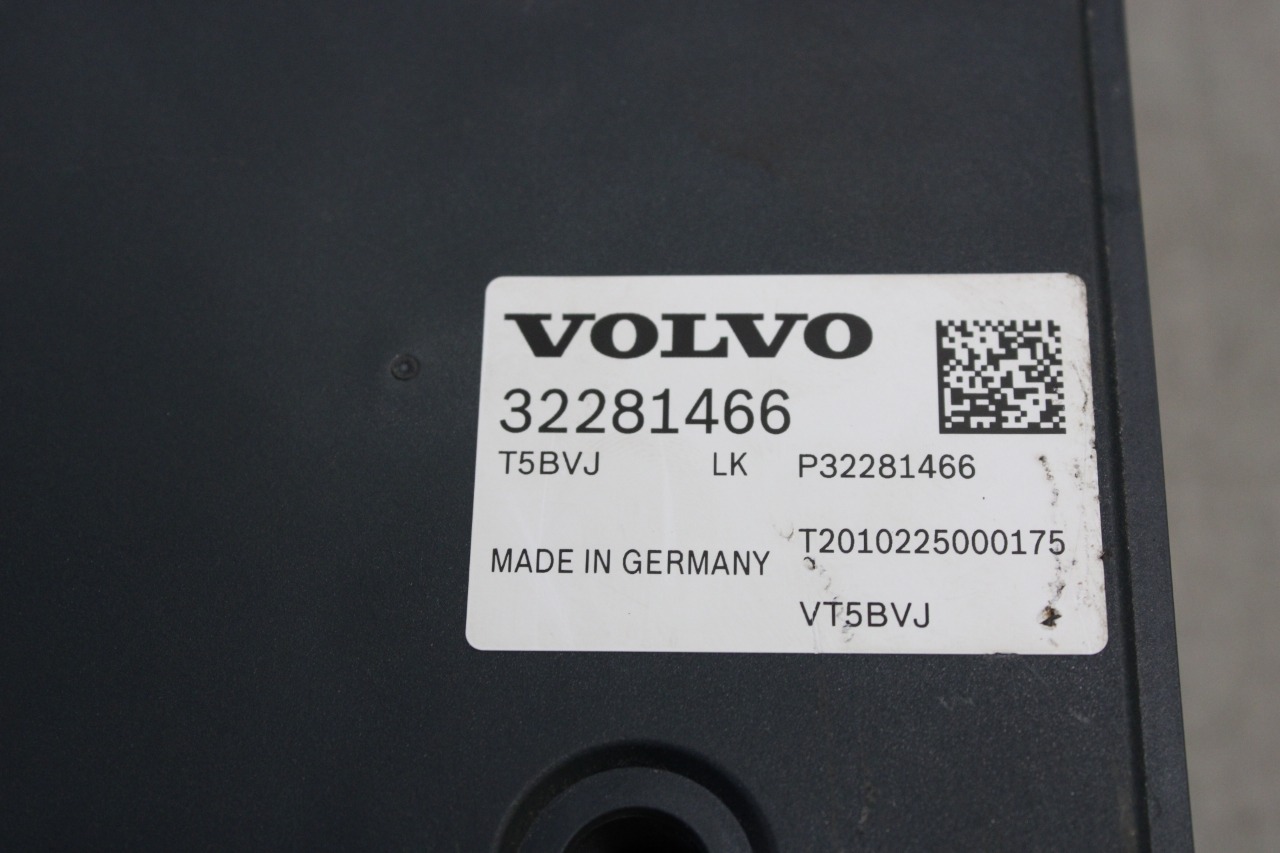 VOLVO
32281466
T5BVJ LK P32281466
T2010225000175
MADE IN GERMANY
VT5BVJ